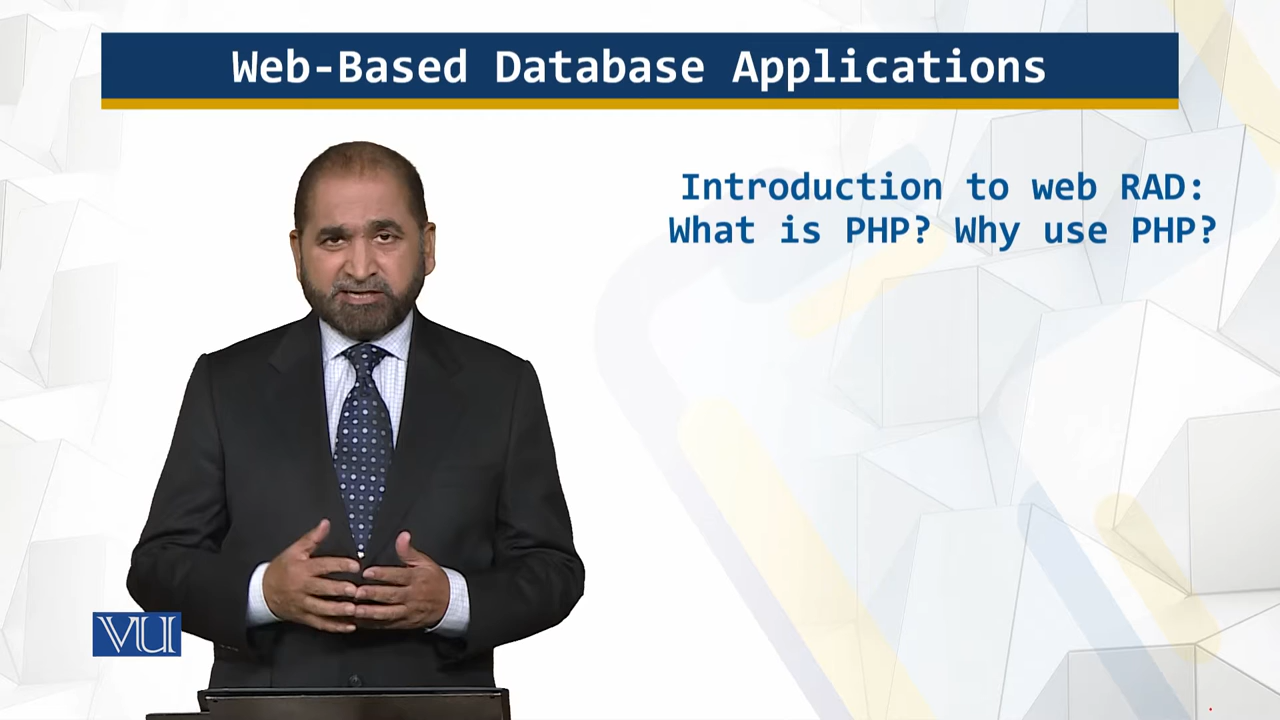 Web-Based Database Applications
Introduction to web RAD:
What is PHP? Why use PHP?
VU